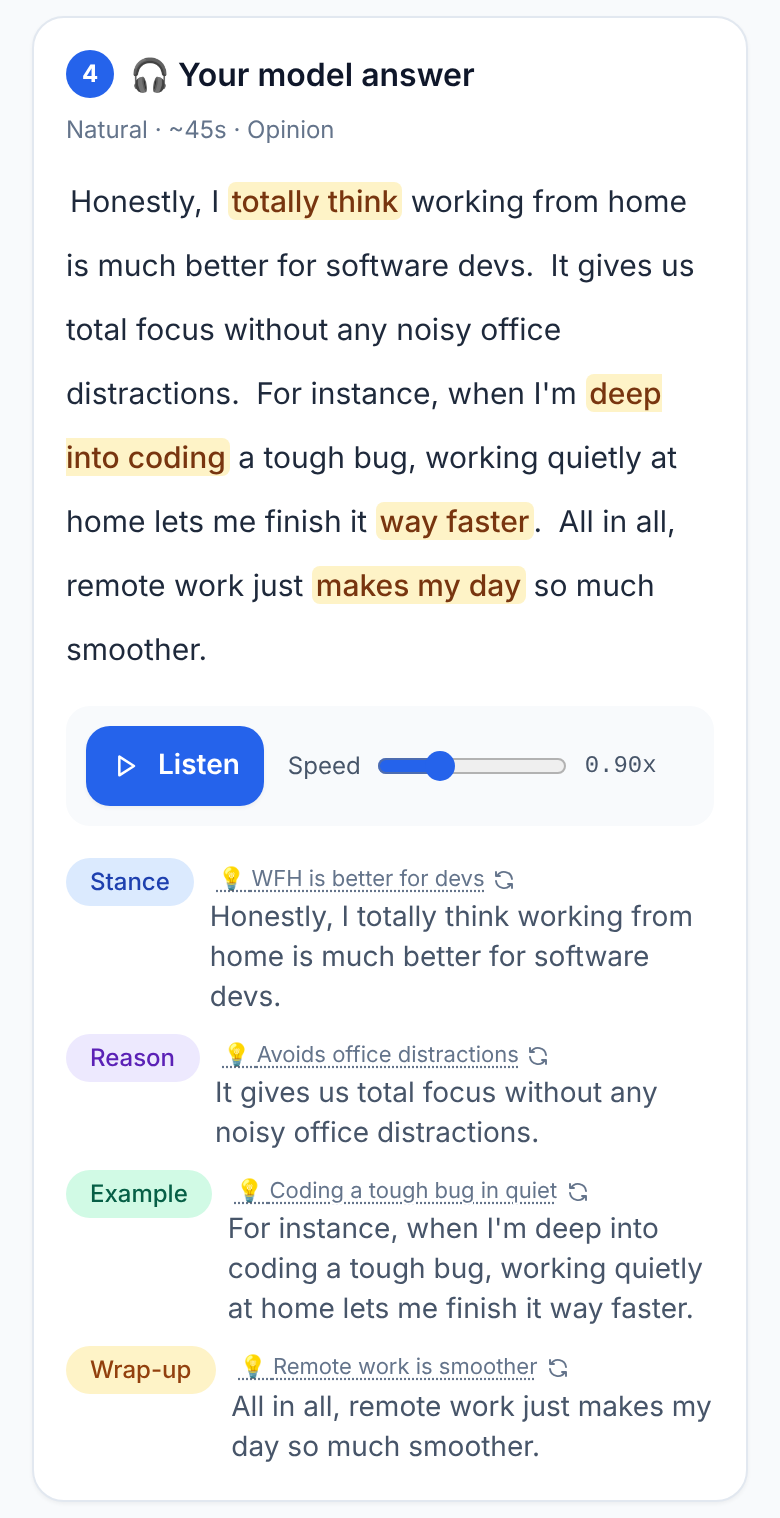 4 🎧 Your model answer
Natural · ~45s · Opinion
Honestly, I totally think working from home
is much better for software devs. It gives us
total focus without any noisy office
distractions. For instance, when I'm deep
into coding a tough bug, working quietly at
home lets me finish it way faster. All in all,
remote work just makes my day so much
smoother.
Listen Speed 0.90x
Stance 💡 WFH is better for devs
Honestly, I totally think working from
home is much better for software
devs.
Reason 💡 Avoids office distractions
It gives us total focus without any
noisy office distractions.
Example 💡 Coding a tough bug in quiet
For instance, when I'm deep into
coding a tough bug, working quietly
at home lets me finish it way faster.
Wrap-up 💡 Remote work is smoother
All in all, remote work just makes my
day so much smoother.